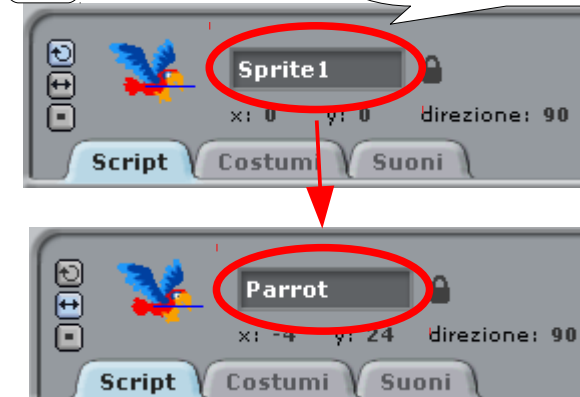 Sprite1
x: 0 y: 0 direzione: 90
Script Costumi Suoni
Parrot
x: -4 y: 24 direzione: 90
Script Costumi Suoni